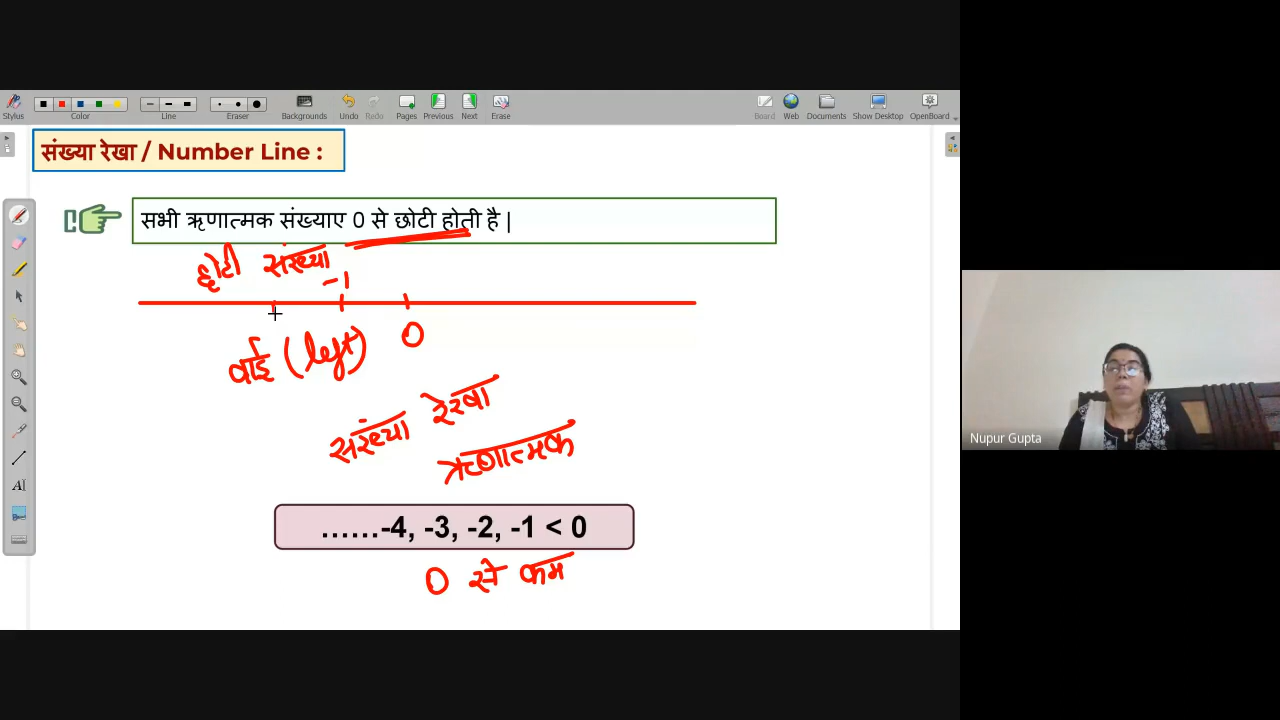 Stylus Color Line Eraser Backgrounds Undo Redo Pages Previous Next Erase Board Web Documents Show Desktop OpenBoard
संख्या रेखा / Number Line :
सभी ऋणात्मक संख्याए 0 से छोटी होती है |
छोटी संख्या
-1
0
बाई (left)
संख्या रेखा
ऋणात्मक
......-4, -3, -2, -1 < 0
0 से कम
Nupur Gupta